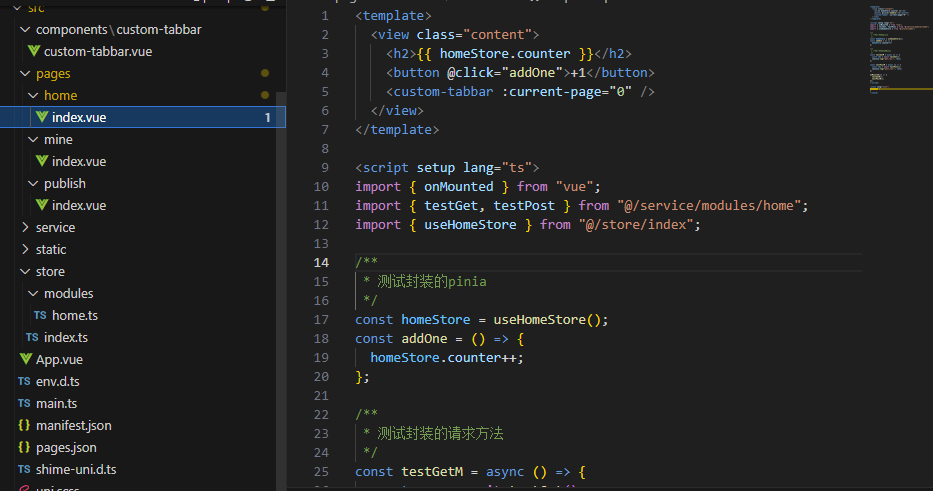 src
components\custom-tabbar
custom-tabbar.vue
pages
home
index.vue 1
mine
index.vue
publish
index.vue
service
static
store
modules
TS home.ts
TS index.ts
App.vue
TS env.d.ts
TS main.ts
{} manifest.json
{} pages.json
TS shime-uni.d.ts
uni.scss
1 <template>
2 <view class="content">
3 <h2>{{ homeStore.counter }}</h2>
4 <button @click="addOne">+1</button>
5 <custom-tabbar :current-page="0" />
6 </view>
7 </template>
8
9 <script setup lang="ts">
10 import { onMounted } from "vue";
11 import { testGet, testPost } from "@/service/modules/home";
12 import { useHomeStore } from "@/store/index";
13
14 /**
15 * 测试封装的pinia
16 */
17 const homeStore = useHomeStore();
18 const addOne = () => {
19 homeStore.counter++;
20 };
21
22 /**
23 * 测试封装的请求方法
24 */
25 const testGetM = async () => {